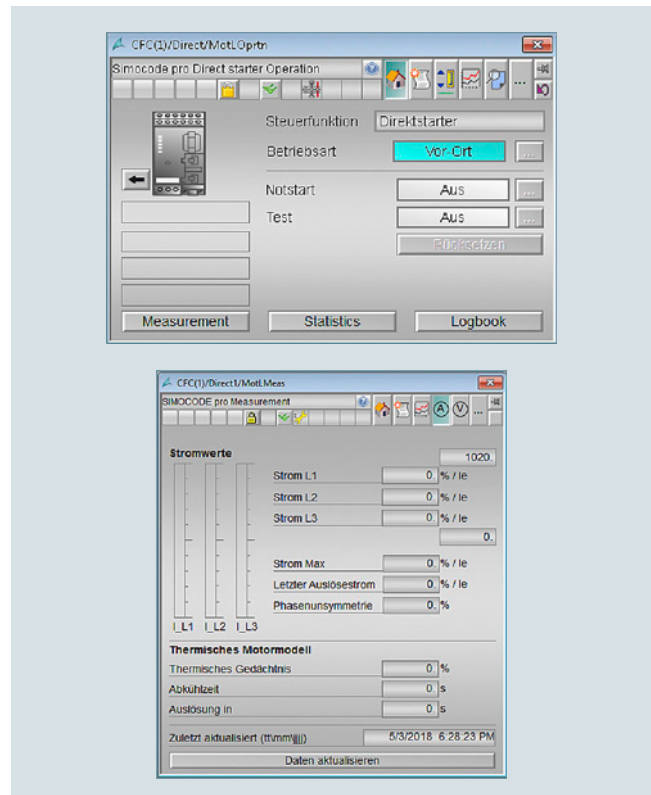 CFC(1)/Direct/MotLOprtn
Simocode pro Direct starter Operation
...
Steuerfunktion Direktstarter
Betriebsart Vor-Ort ...
Notstart Aus ...
Test Aus ...
Rücksetzen
Measurement Statistics Logbook
CFC(1)/Direct1/MotLMeas
SIMOCODE pro Measurement
A V ...
Stromwerte
1020.
Strom L1 0. % / Ie
Strom L2 0. % / Ie
Strom L3 0. % / Ie
0.
Strom Max 0. % / Ie
Letzter Auslösestrom 0. % / Ie
Phasenunsymmetrie 0. %
I_L1 I_L2 I_L3
Thermisches Motormodell
Thermisches Gedächtnis 0. %
Abkühlzeit 0. s
Auslösung in 0. s
Zuletzt aktualisiert (tt\mm\jjjj) 5/3/2018 6:28:23 PM
Daten aktualisieren